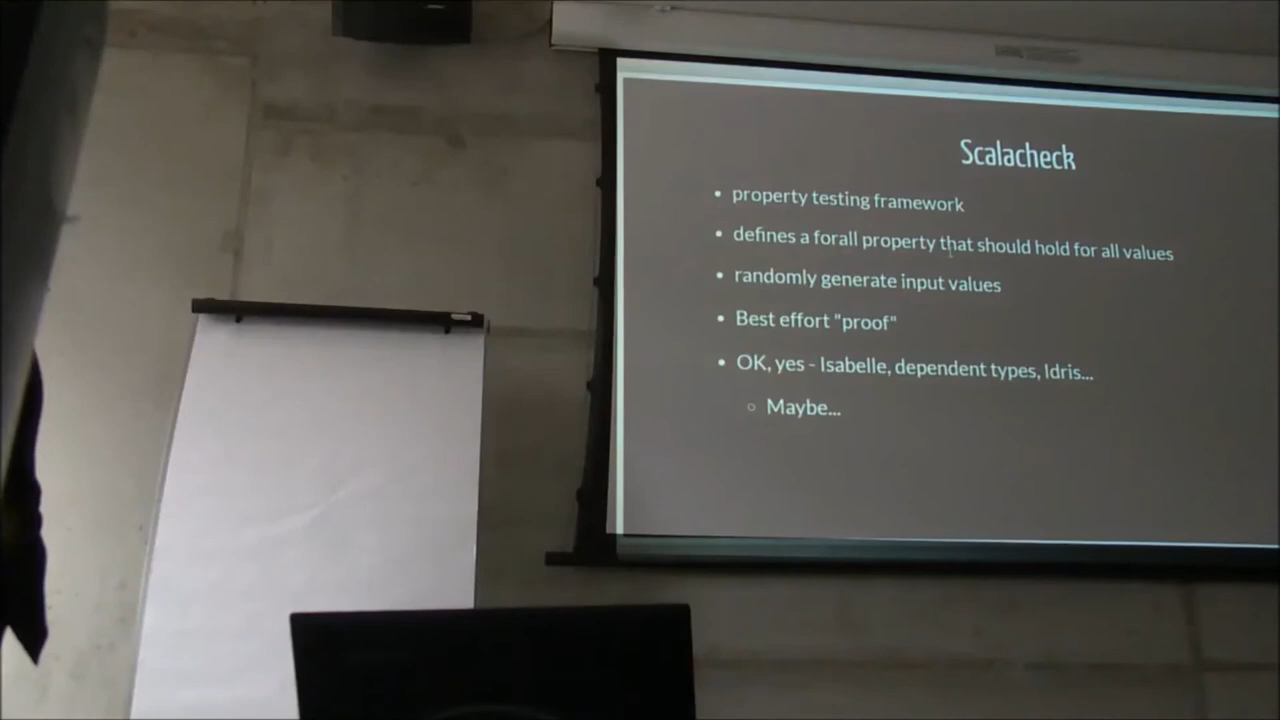 Scalacheck
• property testing framework
• defines a forall property that should hold for all values
• randomly generate input values
• Best effort "proof"
• OK, yes - Isabelle, dependent types, Idris...
○ Maybe...